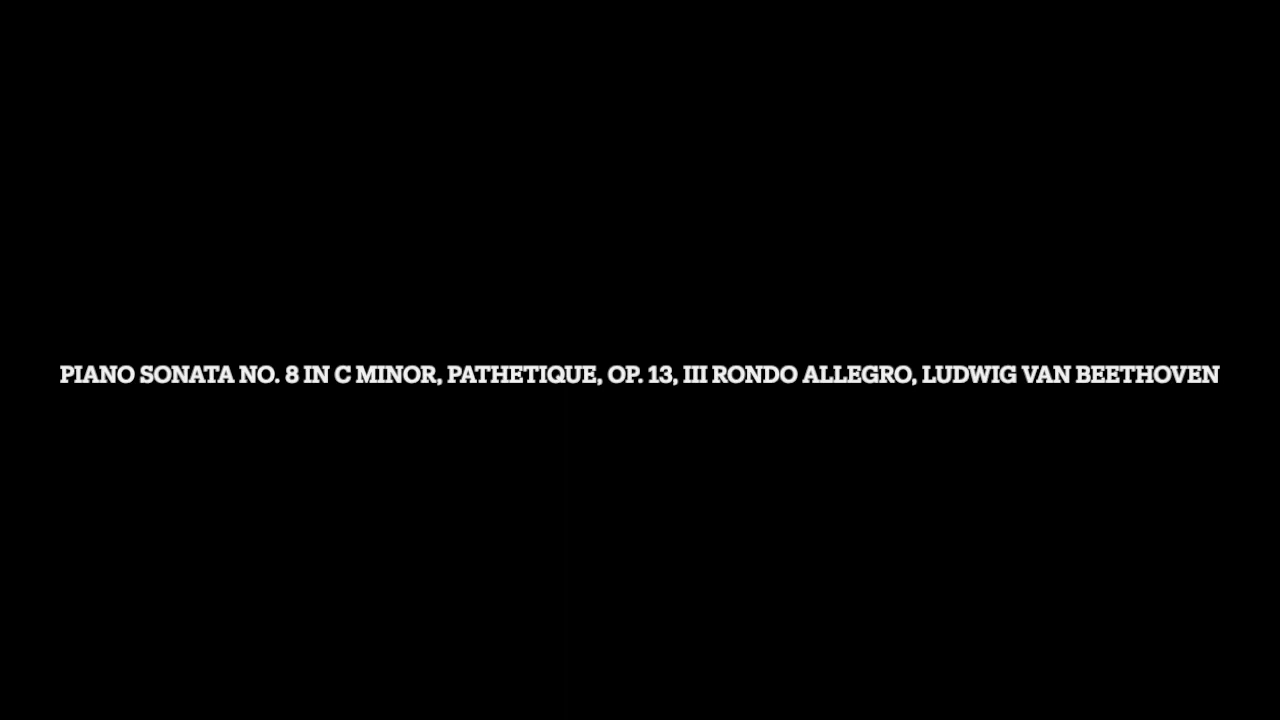 PIANO SONATA NO. 8 IN C MINOR, PATHETIQUE, OP. 13, III RONDO ALLEGRO, LUDWIG VAN BEETHOVEN